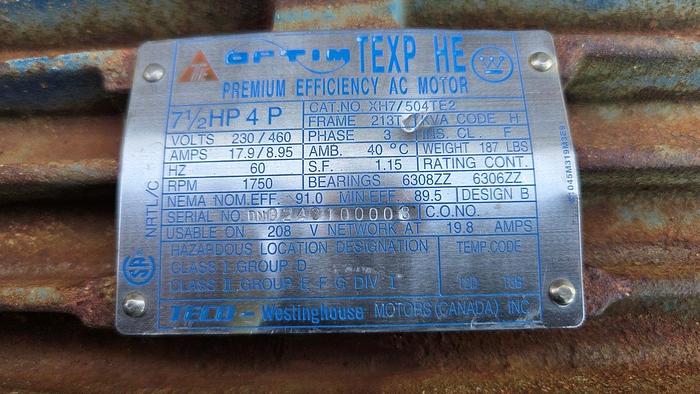 OPTIM TEXP HE
PREMIUM EFFICIENCY AC MOTOR
7 1/2 HP 4 P CAT.NO. XH7/504TE2
FRAME 213T KVA CODE H
VOLTS 230/460 PHASE 3 INS. CL. F
AMPS 17.9/8.95 AMB. 40 °C WEIGHT 187 LBS
HZ 60 S.F. 1.15 RATING CONT.
RPM 1750 BEARINGS 6308ZZ 6306ZZ
NEMA NOM.EFF. 91.0 MIN.EFF. 89.5 DESIGN B
SERIAL NO. C.O.NO.
USABLE ON 208 V NETWORK AT 19.8 AMPS
HAZARDOUS LOCATION DESIGNATION TEMP.CODE
CLASS I, GROUP D
CLASS II, GROUP E, F, G, DIV. I
TECO - Westinghouse MOTORS (CANADA) INC.
NRTL/C